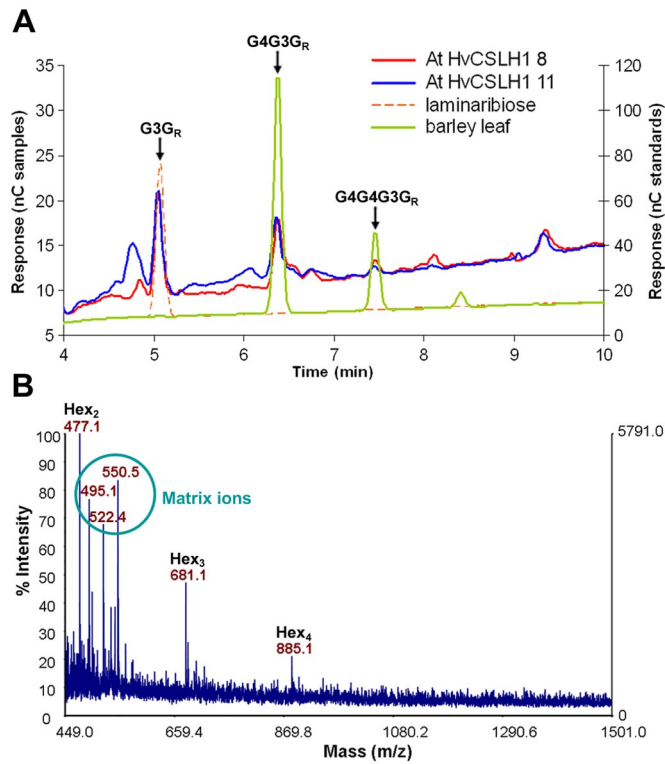 A
G4G3GR
G3GR
G4G4G3GR
At HvCSLH1 8
At HvCSLH1 11
laminaribiose
barley leaf
Response (nC samples)
35
30
25
20
15
10
5
120
100
80
60
40
20
0
Response (nC standards)
4 5 6 7 8 9 10
Time (min)
B
Hex2
477.1
550.5
495.1
522.4
Matrix ions
Hex3
681.1
Hex4
885.1
5791.0
0
% Intensity
100
90
80
70
60
50
40
30
20
10
0
449.0 659.4 869.8 1080.2 1290.6 1501.0
Mass (m/z)